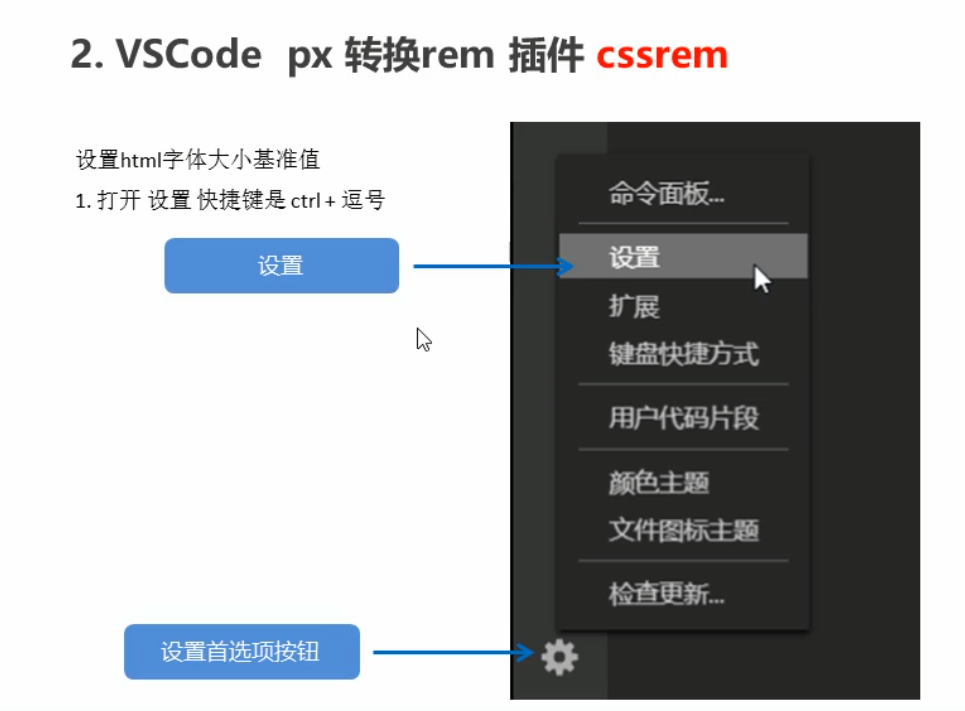 2. VSCode px 转换rem 插件 cssrem
设置html字体大小基准值
1. 打开 设置 快捷键是 ctrl + 逗号
设置
命令面板...
设置
扩展
键盘快捷方式
用户代码片段
颜色主题
文件图标主题
检查更新...
设置首选项按钮